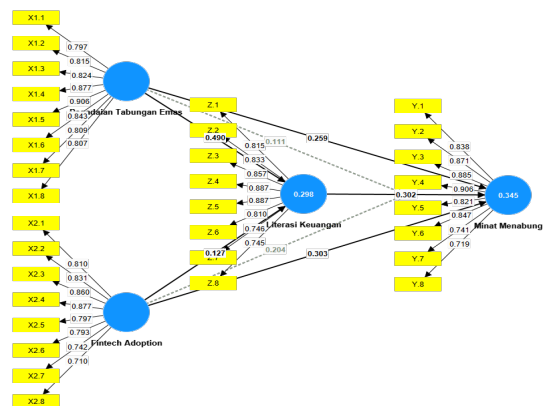 X1.1
X1.2
X1.3
X1.4
X1.5
X1.6
X1.7
X1.8
0.797
0.815
0.824
0.877
0.906
0.843
0.809
0.807
Tabungan Emas
X2.1
X2.2
X2.3
X2.4
X2.5
X2.6
X2.7
X2.8
0.810
0.831
0.860
0.877
0.797
0.793
0.742
0.710
Fintech Adoption
Z.1
Z.2
Z.3
Z.4
Z.5
Z.6
Z.8
0.815
0.833
0.857
0.887
0.887
0.810
0.746
0.745
0.490
0.127
0.111
0.204
0.259
0.302
0.303
0.298
Literasi Keuangan
Y.1
Y.2
Y.3
Y.4
Y.5
Y.6
Y.7
Y.8
0.838
0.871
0.885
0.906
0.821
0.847
0.741
0.719
0.345
Minat Menabung